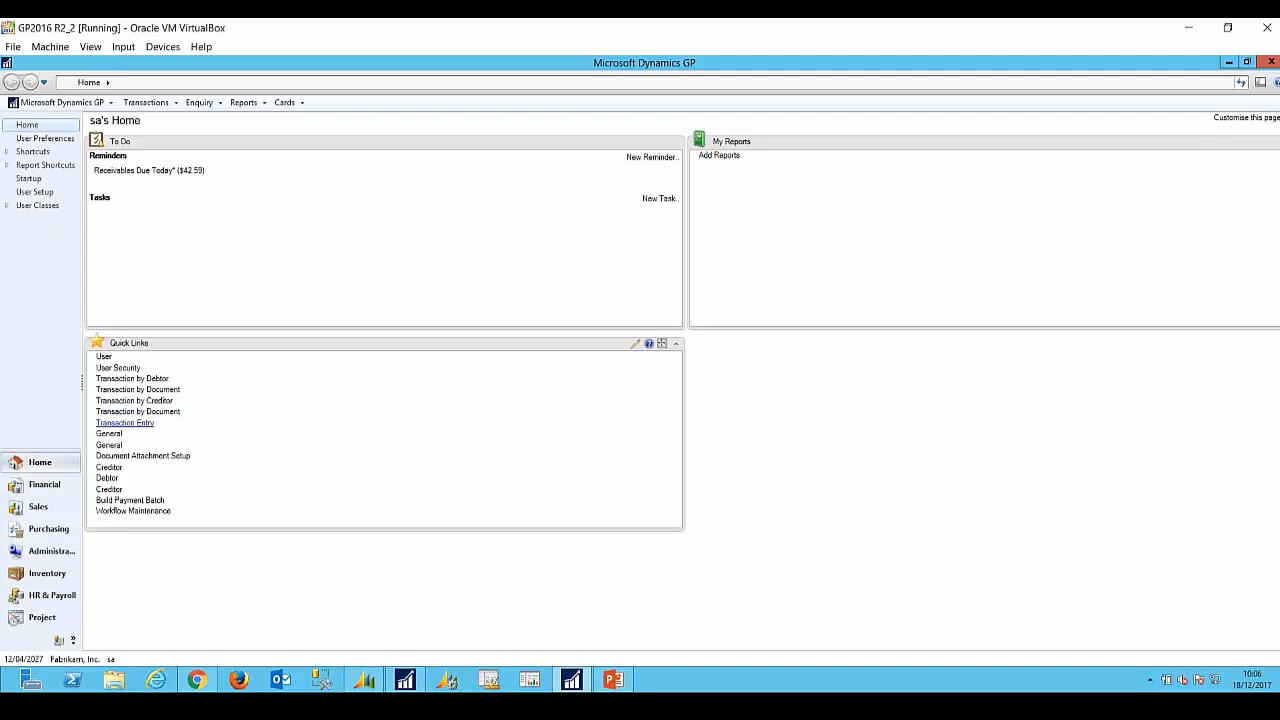 GP2016 R2_2 [Running] - Oracle VM VirtualBox
File Machine View Input Devices Help
Microsoft Dynamics GP
Home
Microsoft Dynamics GP Transactions Enquiry Reports Cards
Home
User Preferences
Shortcuts
Report Shortcuts
Startup
User Setup
User Classes
sa's Home
Customise this page
To Do
Reminders
New Reminder..
Receivables Due Today* ($42.59)
Tasks
New Task..
My Reports
Add Reports
Quick Links
User
User Security
Transaction by Debtor
Transaction by Document
Transaction by Creditor
Transaction by Document
Transaction Entry
General
General
Document Attachment Setup
Creditor
Debtor
Creditor
Build Payment Batch
Workflow Maintenance
Home
Financial
Sales
Purchasing
Administra...
Inventory
HR & Payroll
Project
12/04/2027 Fabrikam, Inc. sa
10:06
18/12/2017